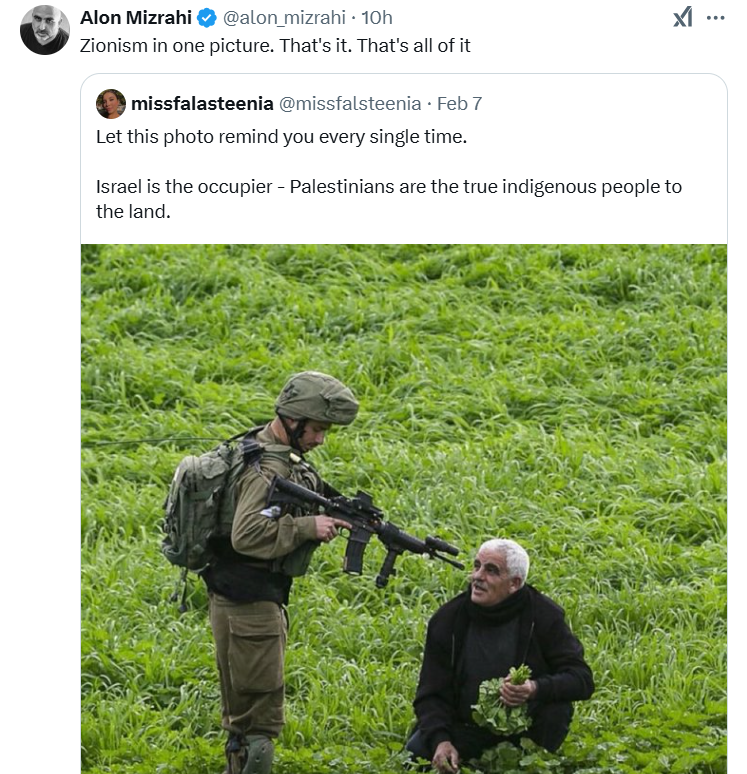 Alon Mizrahi @alon_mizrahi · 10h
Zionism in one picture. That's it. That's all of it
missfalasteenia @missfalsteenia · Feb 7
Let this photo remind you every single time.
Israel is the occupier - Palestinians are the true indigenous people to
the land.